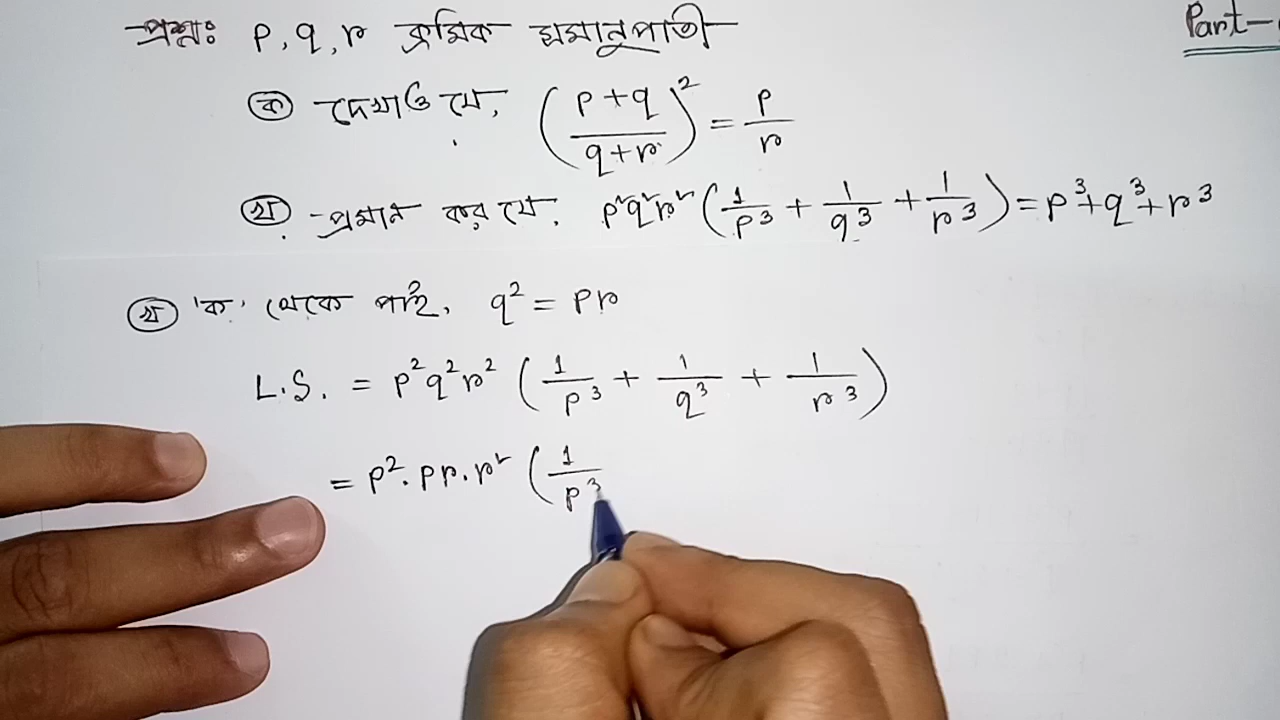 প্রশ্নঃ p, q, r ক্রমিক সমানুপাতী
Part-
ক দেখাও যে, ((p+q)/(q+r))² = p/r
খ প্রমান কর যে, p²q²r² (1/p³ + 1/q³ + 1/r³) = p³+q³+r³
খ 'ক' থেকে পাই, q² = pr
L.S. = p²q²r² (1/p³ + 1/q³ + 1/r³)
= p².pr.r² (1/p³